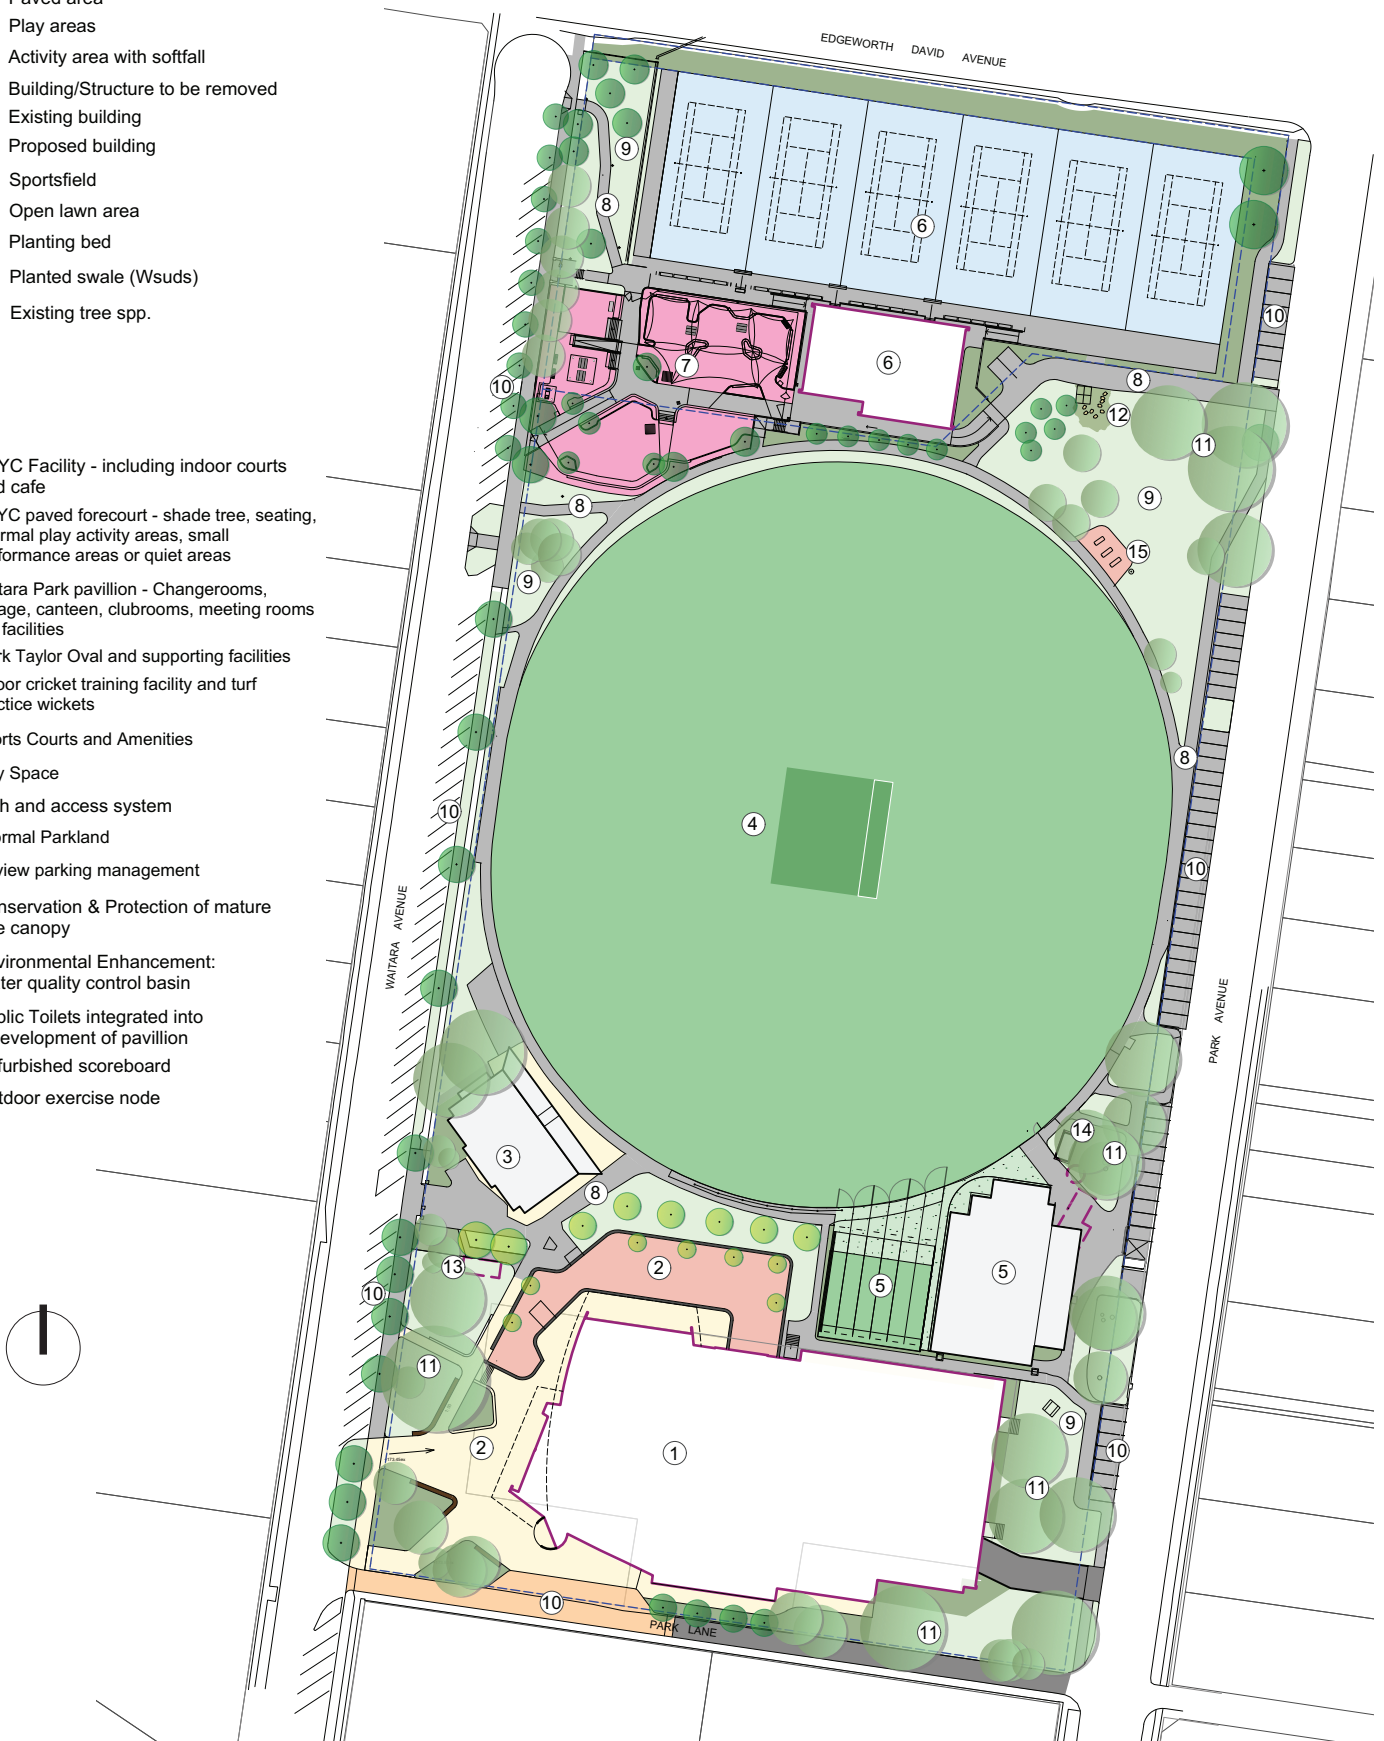 Paved area
Play areas
Activity area with softfall
Building/Structure to be removed
Existing building
Proposed building
Sportsfield
Open lawn area
Planting bed
Planted swale (Wsuds)
Existing tree spp.
YC Facility - including indoor courts
d cafe
YC paved forecourt - shade tree, seating,
rmal play activity areas, small
formance areas or quiet areas
tara Park pavillion - Changerooms,
age, canteen, clubrooms, meeting rooms
facilities
rk Taylor Oval and supporting facilities
oor cricket training facility and turf
ctice wickets
orts Courts and Amenities
y Space
h and access system
ormal Parkland
view parking management
nservation & Protection of mature
e canopy
vironmental Enhancement:
ter quality control basin
olic Toilets integrated into
evelopment of pavillion
furbished scoreboard
tdoor exercise node
EDGEWORTH DAVID AVENUE
9
8
6
10
7
6
8
12
11
10
9
8
15
9
8
4
10
10
WAITARA AVENUE
PARK AVENUE
14
11
3
8
13
2
5
5
10
11
9
2
1
10
11
10
11
PARK LANE